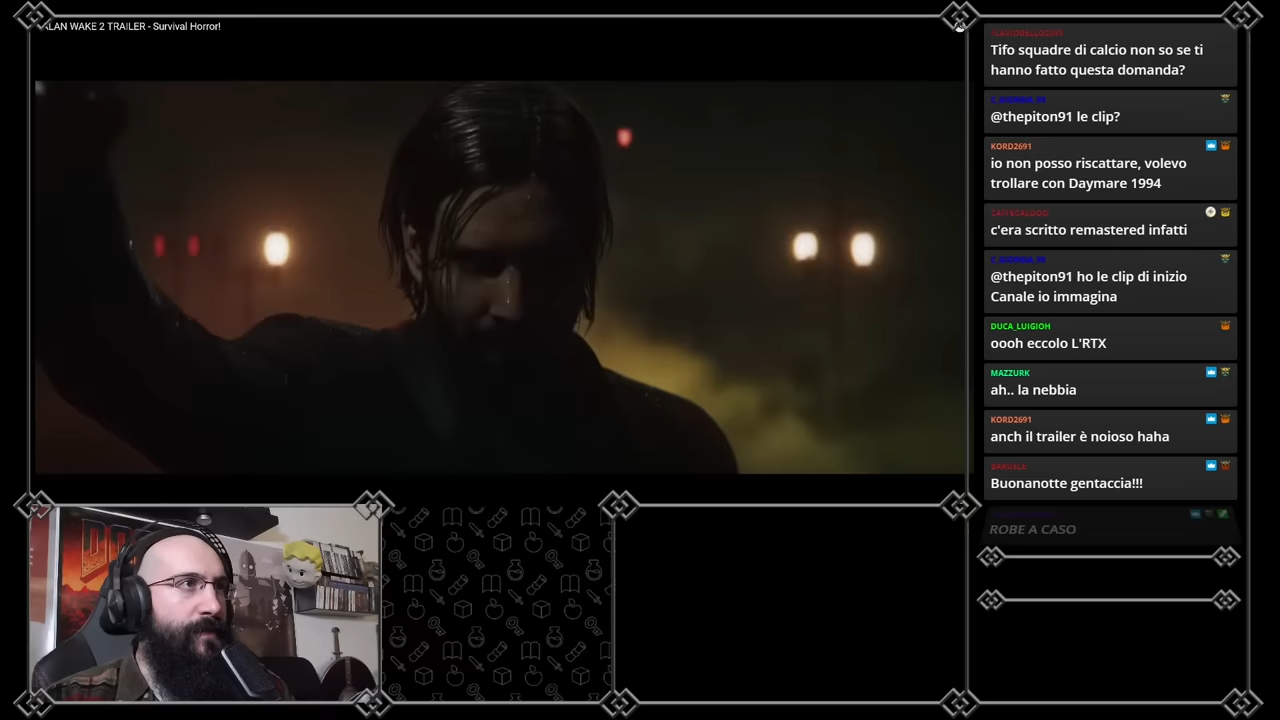 ALAN WAKE 2 TRAILER - Survival Horror!
Tifo squadre di calcio non so se ti
hanno fatto questa domanda?
@thepiton91 le clip?
KORD2691
io non posso riscattare, volevo
trollare con Daymare 1994
c'era scritto remastered infatti
@thepiton91 ho le clip di inizio
Canale io immagina
DUCA_LUIGIOH
oooh eccolo L'RTX
MAZZURK
ah.. la nebbia
KORD2691
anch il trailer è noioso haha
Buonanotte gentaccia!!!
ROBE A CASO